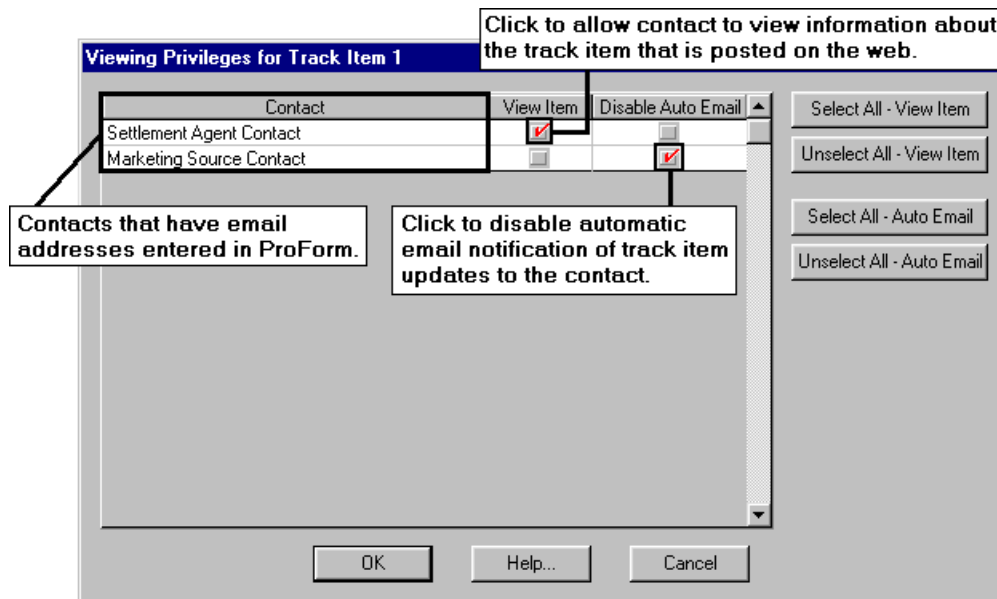 Click to allow contact to view information about
the track item that is posted on the web.
Viewing Privileges for Track Item 1
Contact View Item Disable Auto Email
Settlement Agent Contact
Marketing Source Contact
Select All - View Item
Unselect All - View Item
Select All - Auto Email
Unselect All - Auto Email
Contacts that have email
addresses entered in ProForm.
Click to disable automatic
email notification of track item
updates to the contact.
OK Help... Cancel